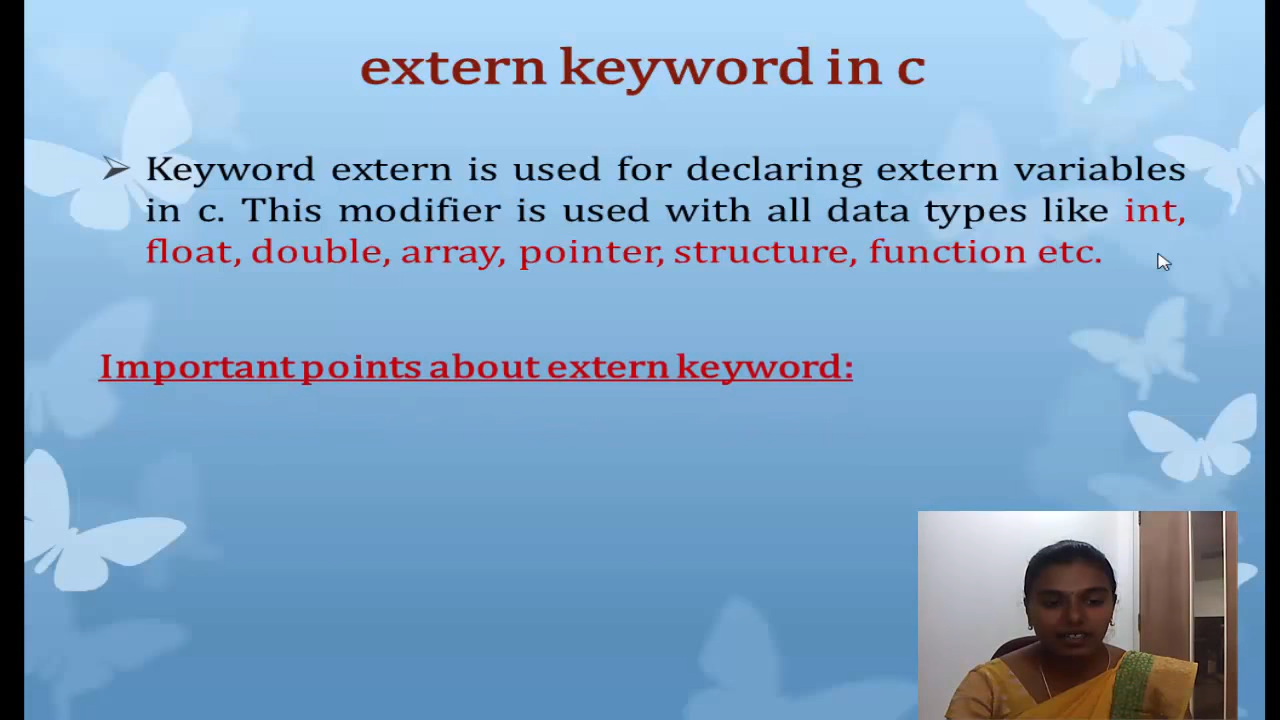 extern keyword in c
Keyword extern is used for declaring extern variables
in c. This modifier is used with all data types like int,
float, double, array, pointer, structure, function etc.
Important points about extern keyword: